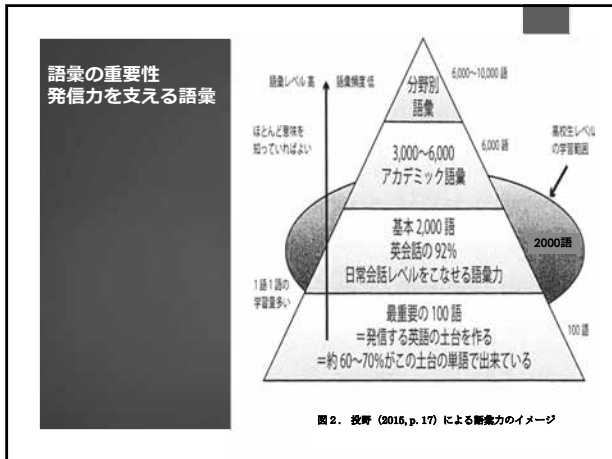 語彙の重要性
発信力を支える語彙
語彙レベル 高
語彙頻度 低
6,000〜10,000 語
分野別
語彙
ほとんど意味を
知っていればよい
高校生レベル
の学習範囲
6,000 語
3,000〜6,000
アカデミック語彙
基本 2,000 語
英会話の 92%
日常会話レベルをこなせる語彙力
2000語
1 語 1 語の
学習量多い
最重要の 100 語
＝発信する英語の土台を作る
＝約 60〜70%がこの土台の単語で出来ている
100 語
図２． 投野（2015, p. 17）による語彙力のイメージ